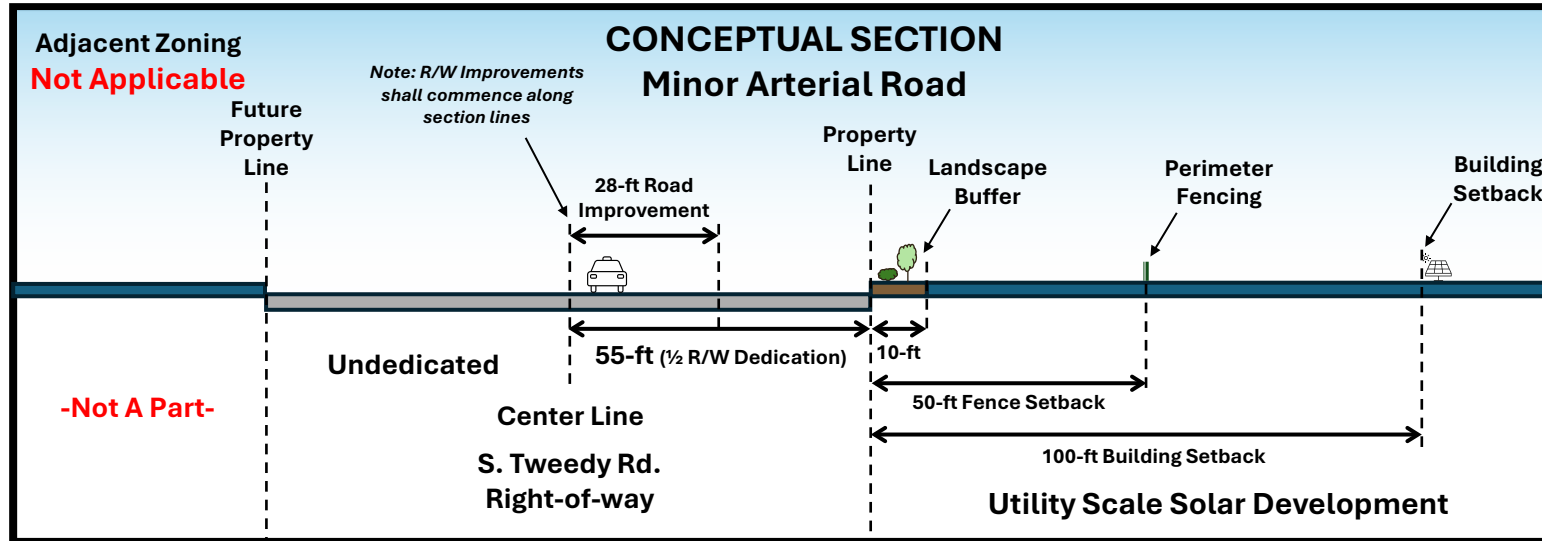 Adjacent Zoning
Not Applicable
CONCEPTUAL SECTION
Minor Arterial Road
Note: R/W Improvements
shall commence along
section lines
Future
Property
Line
28-ft Road
Improvement
Property
Line
Landscape
Buffer
Perimeter
Fencing
Building
Setback
Undedicated
55-ft (½ R/W Dedication)
10-ft
-Not A Part-
Center Line
S. Tweedy Rd.
Right-of-way
50-ft Fence Setback
100-ft Building Setback
Utility Scale Solar Development